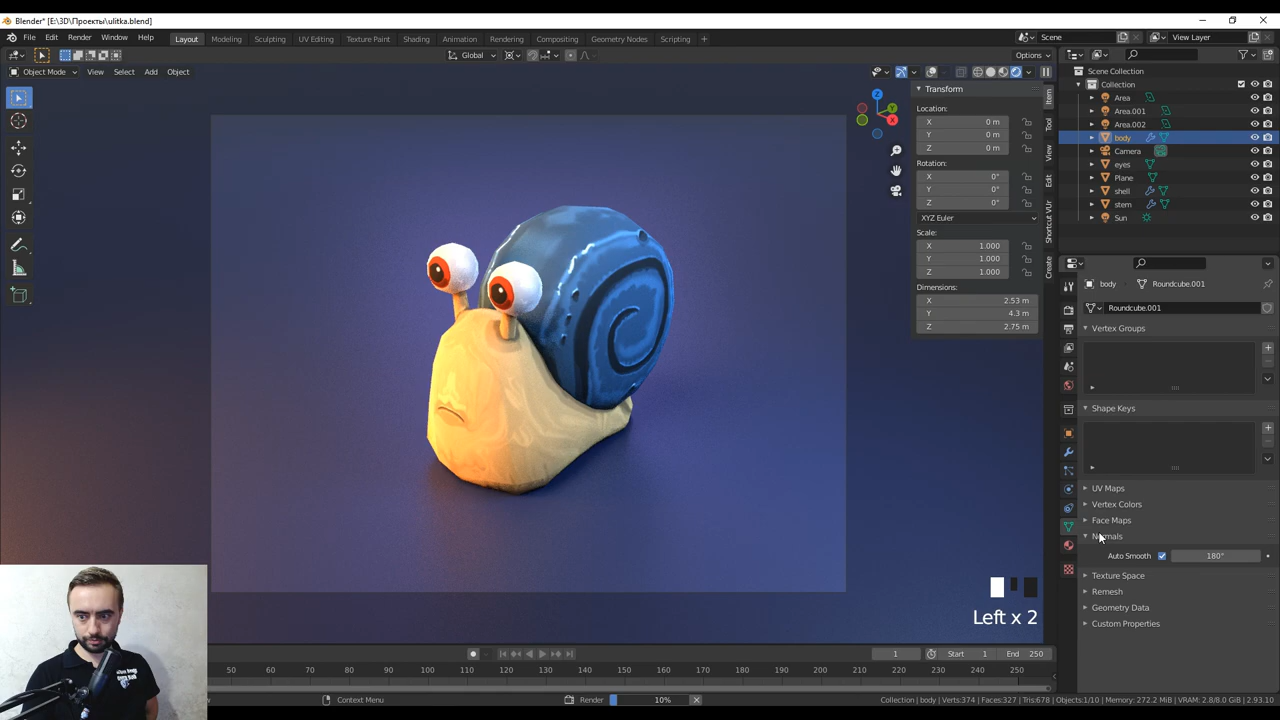 Blender* [E:\3D\Проекты\ulitka.blend]
File Edit Render Window Help Layout Modeling Sculpting UV Editing Texture Paint Shading Animation Rendering Compositing Geometry Nodes Scripting + Scene View Layer
Global Options
Object Mode View Select Add Object
Scene Collection
Collection
Area
Area.001
Area.002
body
Camera
eyes
Plane
shell
stem
Sun
Transform
Location:
X 0 m
Y 0 m
Z 0 m
Rotation:
X 0°
Y 0°
Z 0°
XYZ Euler
Scale:
X 1.000
Y 1.000
Z 1.000
Dimensions:
X 2.53 m
Y 4.3 m
Z 2.75 m
Item
Tool
View
Edit
Shortcut VUr
Create
Z
Y
X
body Roundcube.001
Roundcube.001
Vertex Groups
Shape Keys
UV Maps
Vertex Colors
Face Maps
Normals
Auto Smooth 180°
Texture Space
Remesh
Geometry Data
Custom Properties
Left x 2
1 Start 1 End 250
50 60 70 80 90 100 110 120 130 140 150 160 170 180 190 200 210 220 230 240 250
Context Menu Render 10% Collection | body | Verts:374 | Faces:327 | Tris:678 | Objects:1/10 | Memory: 272.2 MiB | VRAM: 2.8/8.0 GiB | 2.93.10